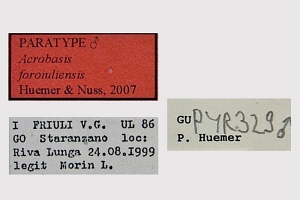 PARATYPE ♂
Acrobasis
foroiudiensis
Huemer & Nuss, 2007
I FRIULI V.G. UL 86
GO Staranzano loc:
Riva Lunga 24.08.1999
legit Morin L.
GU PYR329♂
P. Huemer